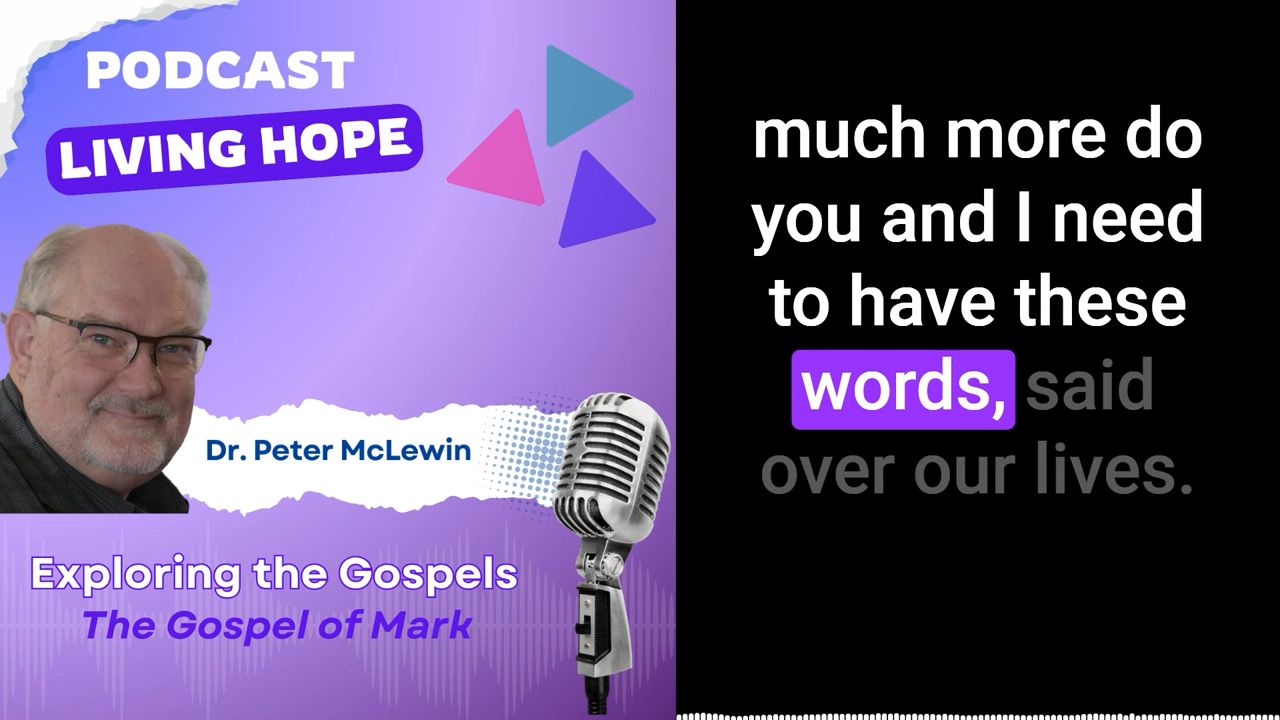 PODCAST
LIVING HOPE
Dr. Peter McLewin
Exploring the Gospels
The Gospel of Mark
much more do
you and I need
to have these
words, said
over our lives.